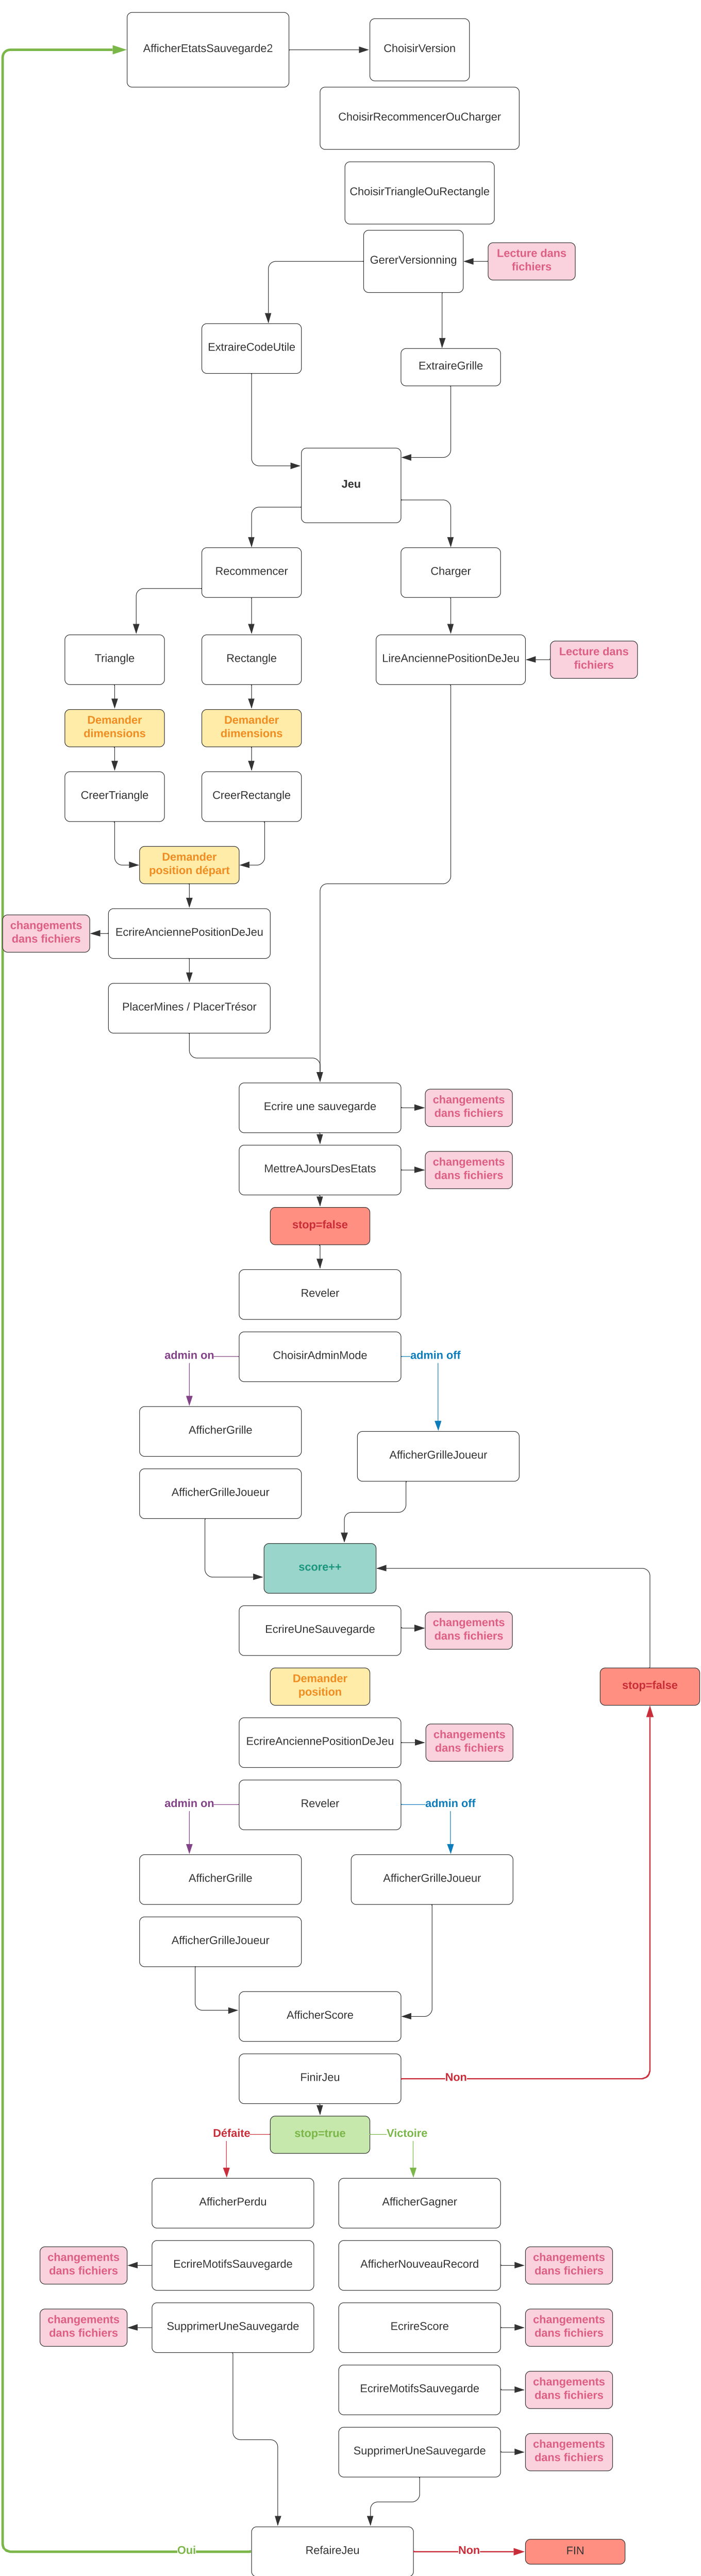 AfficherEtatsSauvegarde2
ChoisirVersion
ChoisirRecommencerOuCharger
ChoisirTriangleOuRectangle
GererVersionning
Lecture dans
fichiers
ExtraireCodeUtile
ExtraireGrille
Jeu
Recommencer
Charger
Triangle
Rectangle
LireAnciennePositionDeJeu
Lecture dans
fichiers
Demander
dimensions
Demander
dimensions
CreerTriangle
CreerRectangle
Demander
position départ
changements
dans fichiers
EcrireAnciennePositionDeJeu
PlacerMines / PlacerTrésor
Ecrire une sauvegarde
changements
dans fichiers
MettreAJoursDesEtats
changements
dans fichiers
stop=false
Reveler
admin on
ChoisirAdminMode
admin off
AfficherGrille
AfficherGrilleJoueur
AfficherGrilleJoueur
score++
EcrireUneSauvegarde
changements
dans fichiers
Demander
position
stop=false
EcrireAnciennePositionDeJeu
changements
dans fichiers
admin on
Reveler
admin off
AfficherGrille
AfficherGrilleJoueur
AfficherGrilleJoueur
AfficherScore
FinirJeu
Non
Défaite
stop=true
Victoire
AfficherPerdu
AfficherGagner
changements
dans fichiers
EcrireMotifsSauvegarde
AfficherNouveauRecord
changements
dans fichiers
changements
dans fichiers
SupprimerUneSauvegarde
EcrireScore
changements
dans fichiers
EcrireMotifsSauvegarde
changements
dans fichiers
SupprimerUneSauvegarde
changements
dans fichiers
Oui
RefaireJeu
Non
FIN